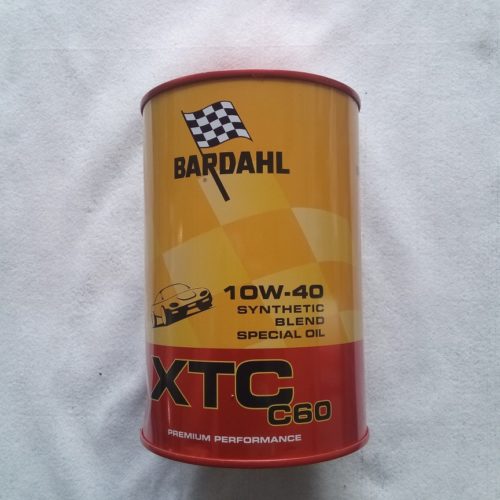 BARDAHL
10W-40
SYNTHETIC
BLEND
SPECIAL OIL
XTC
C60
PREMIUM PERFORMANCE